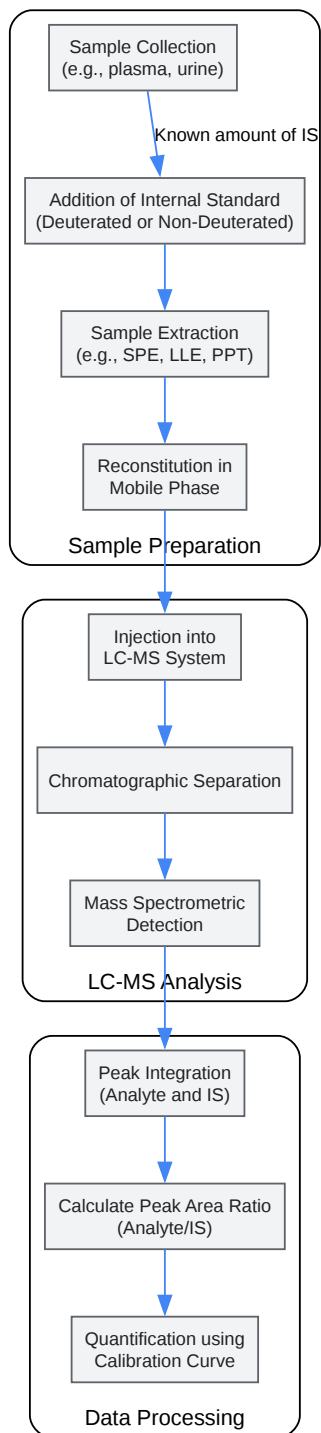 Sample Collection
(e.g., plasma, urine)
Known amount of IS
Addition of Internal Standard
(Deuterated or Non-Deuterated)
Sample Extraction
(e.g., SPE, LLE, PPT)
Reconstitution in
Mobile Phase
Sample Preparation
Injection into
LC-MS System
Chromatographic Separation
Mass Spectrometric
Detection
LC-MS Analysis
Peak Integration
(Analyte and IS)
Calculate Peak Area Ratio
(Analyte/IS)
Quantification using
Calibration Curve
Data Processing